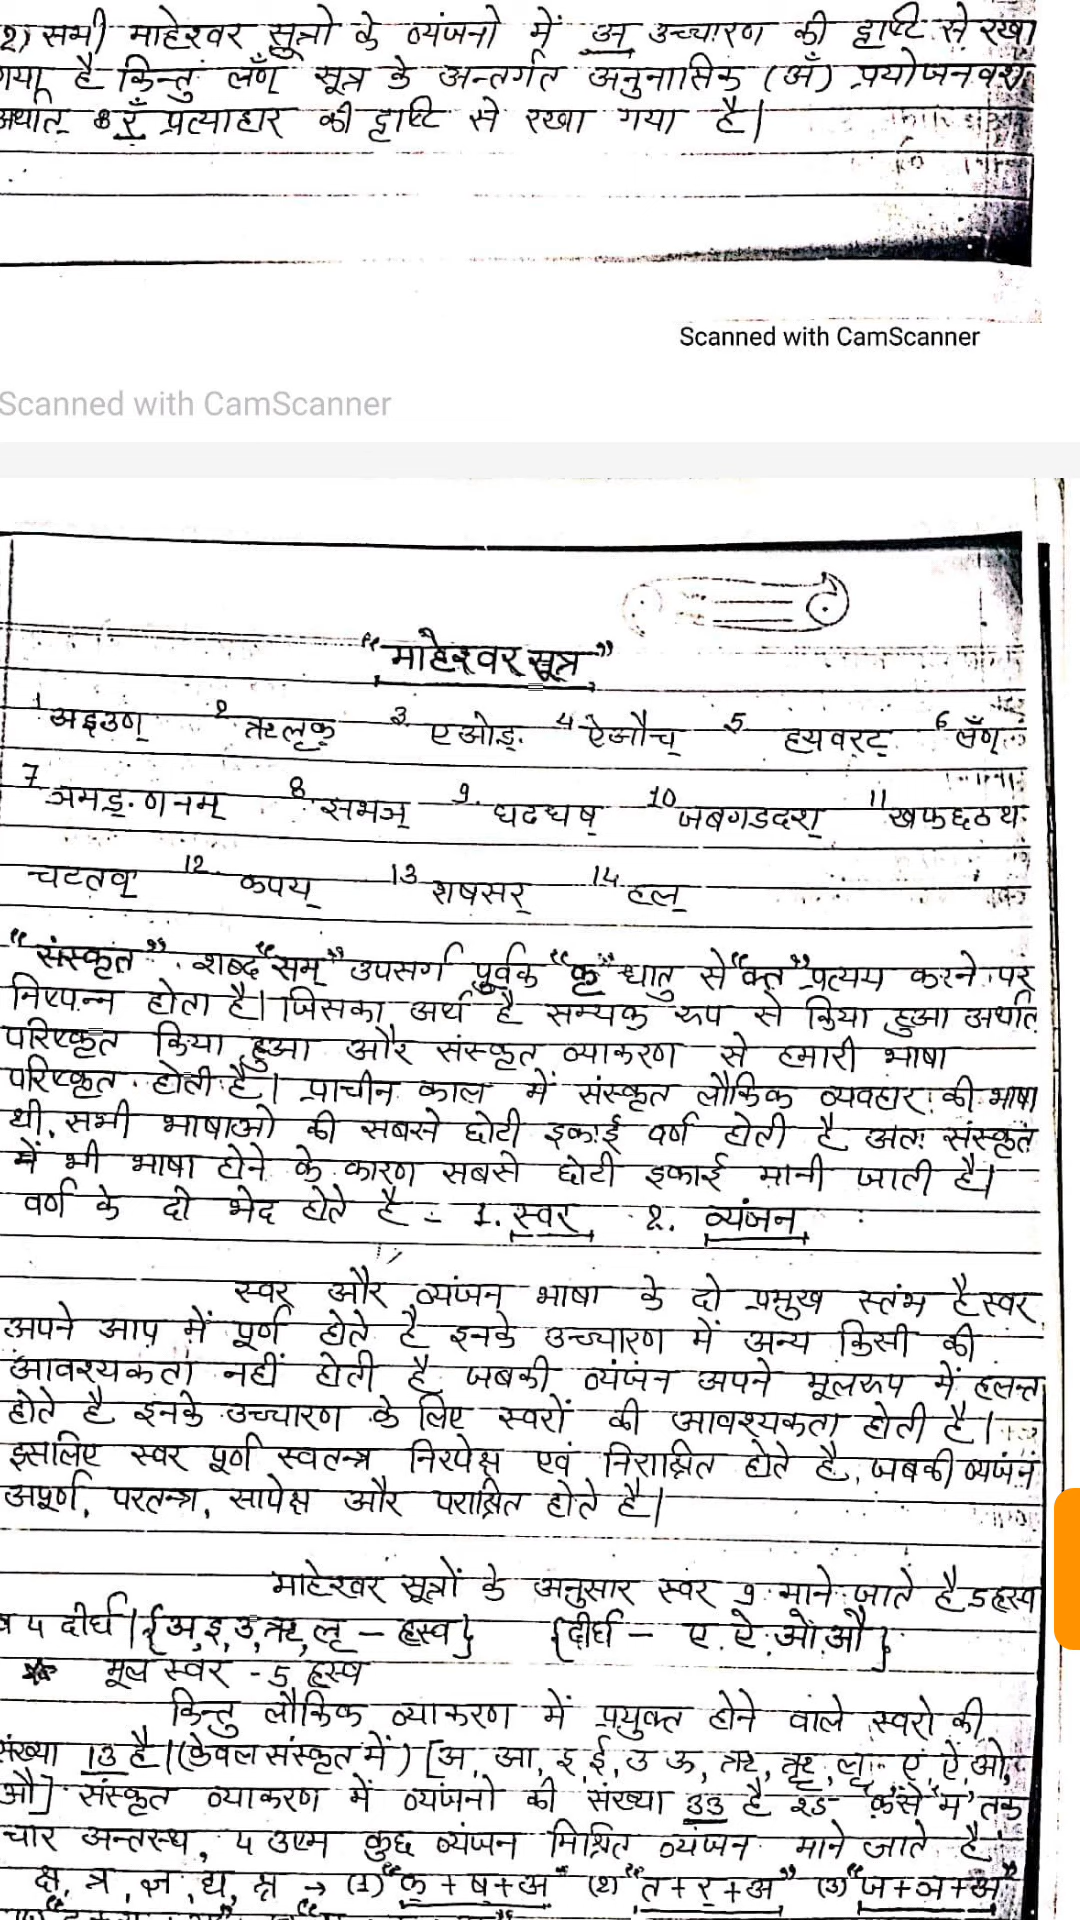 २) सभी माहेश्वर सुत्रो के व्यंजनो में अ उच्चारण की दृष्टि से रखा
गया है किन्तु लँण् सूत्र के अन्तर्गत अनुनासिक (अँ) प्रयोजनवश
अर्थात् रँ प्रत्याहार की दृष्टि से रखा गया है|
Scanned with CamScanner
Scanned with CamScanner
“माहेश्वर सूत्र”
1 अइउण् 2 ऋलृक् 3 एओङ् 4 ऐऔच् 5 हयवरट् 6 लँण्
7 ञमङ्णनम् 8 झभञ् 9. घढधष् 10 जबगडदश् 11 खफछठथ
चटतव् 12. कपय् 13 शषसर् 14 हल्
“संस्कृत” शब्द “सम्” उपसर्ग पूर्वक “कृ” धातु से “क्त” प्रत्यय करने पर
निष्पन्न होता है| जिसका अर्थ है सम्यक् रूप से किया हुआ अर्थात
परिष्कृत किया हुआ और संस्कृत व्याकरण से हमारी भाषा
परिष्कृत होती है| प्राचीन काल में संस्कृत लौकिक व्यवहार की भाषा
थी, सभी भाषाओ की सबसे छोटी इकाई वर्ण होती है अतः संस्कृत
में भी भाषा होने के कारण सबसे छोटी इकाई मानी जाती है|
वर्ण के दो भेद होते है - 1. स्वर 2. व्यंजन
स्वर और व्यंजन भाषा के दो प्रमुख स्तंभ है स्वर
अपने आप में पूर्ण होते है इनके उच्चारण में अन्य किसी की
आवश्यकता नहीं होती है जबकी व्यंजन अपने मूलरूप में हलन्त
होते है इनके उच्चारण के लिए स्वरों की आवश्यकता होती है|
इसलिए स्वर पूर्ण स्वतन्त्र निरपेक्ष एवं निराश्रित होते है, जबकी व्यजंन
अपूर्ण, परतन्त्र, सापेक्ष और पराश्रित होते है|
माहेश्वर सूत्रों के अनुसार स्वर 9 माने जाते है 5 ह्रस्व
व 4 दीर्घ | {अ, इ, उ, ऋ, लृ - ह्रस्व} {दीर्घ - ए. ऐ. ओ. औ}
मूल स्वर - 5 ह्रस्व
किन्तु लौकिक व्याकरण में प्रयुक्त होने वाले स्वरो की
संख्या 13 है | (केवल संस्कृत में) [अ, आ, इ, ई, उ ऊ, ऋ, ॠ, लृ, ए, ऐ, ओ,
औ] संस्कृत व्याकरण में व्यंजनो की संख्या 33 है 25 “क” से “म” तक
चार अन्तस्थ, 4 उष्म कुछ व्यंजन मिश्रित व्यंजन माने जाते है
क्ष, त्र, ज्ञ, द्य, श्र → (1) “क् + ष् + अ” (2) “त + र् + अ” (3) “ज + ञ + अ”